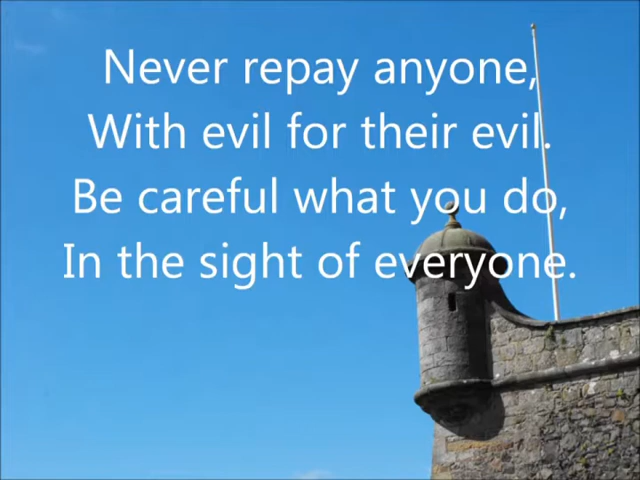 Never repay anyone,
With evil for their evil.
Be careful what you do,
In the sight of everyone.